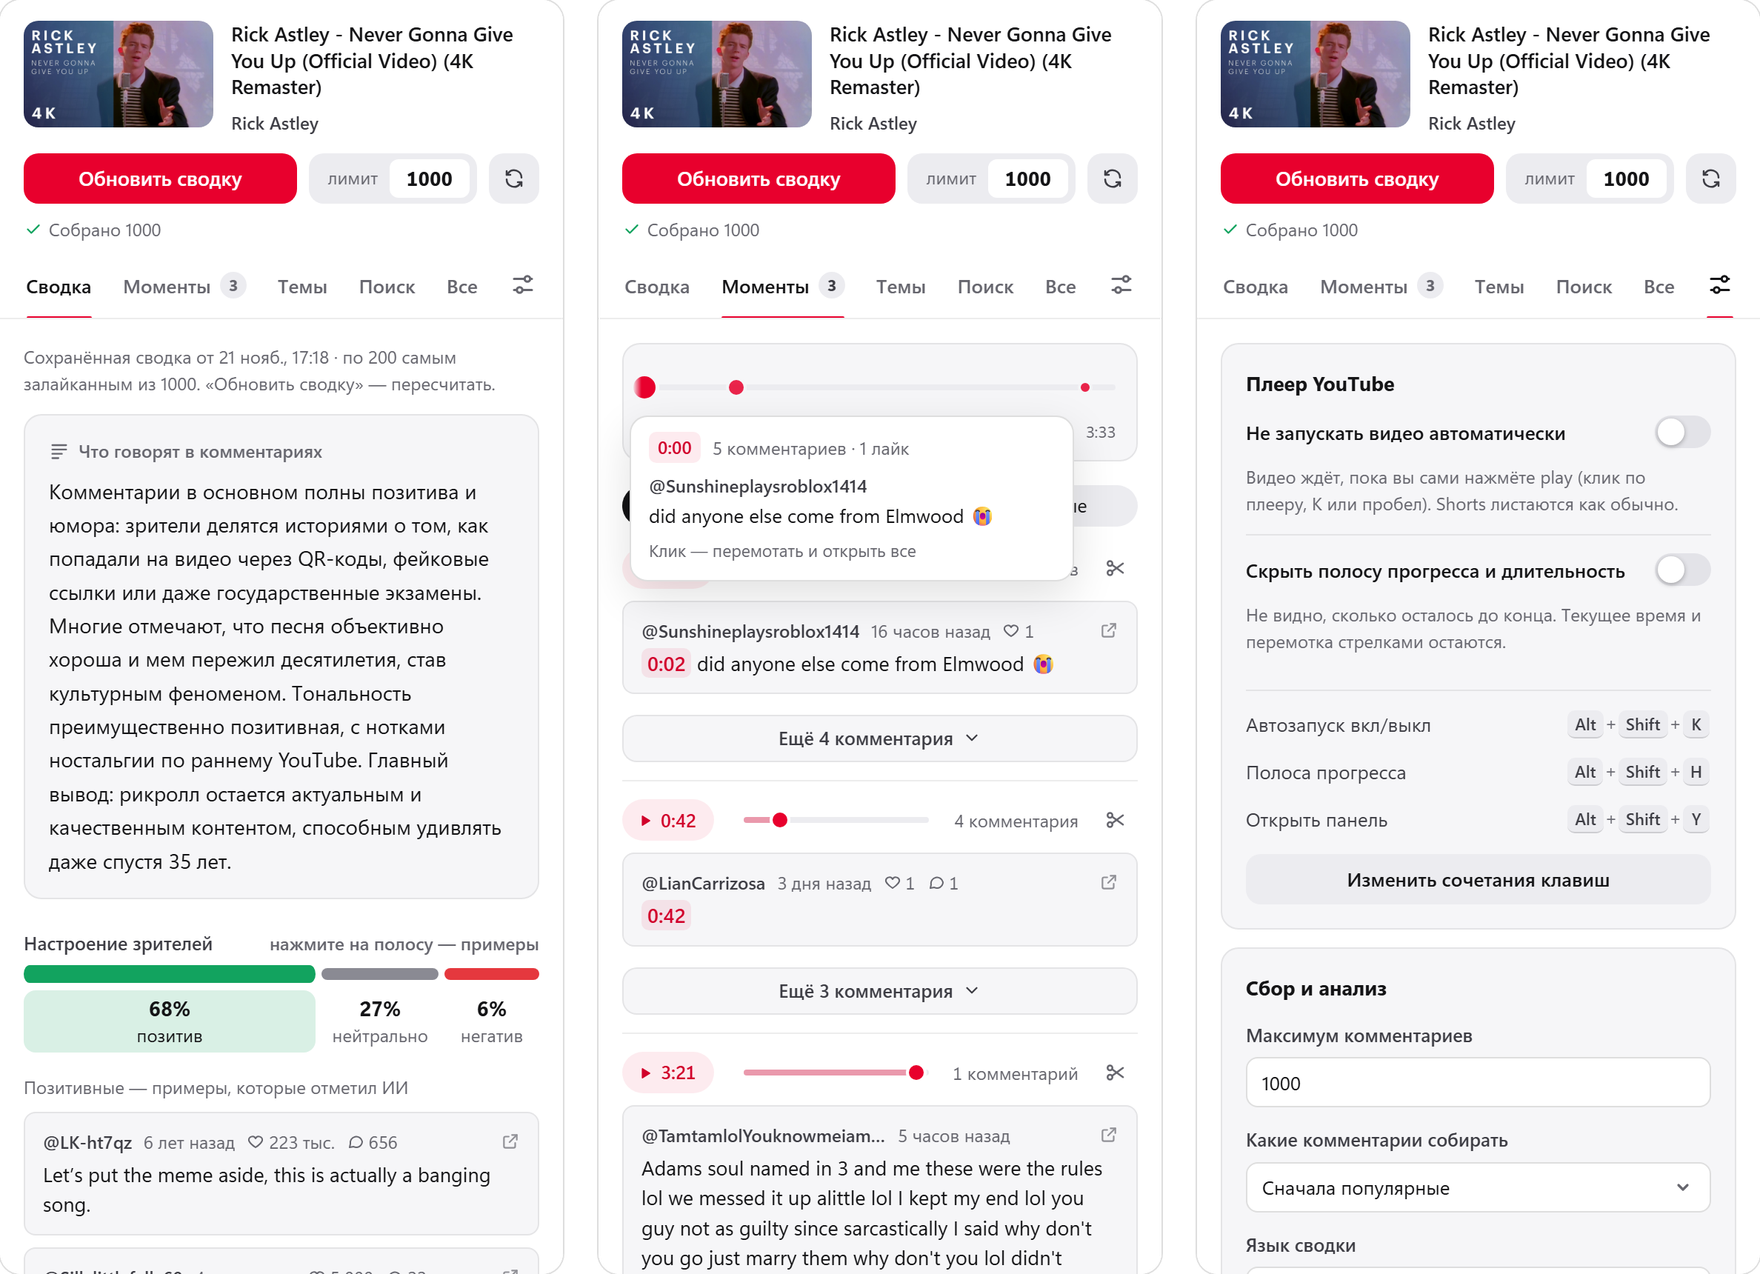 RICK
ASTLEY
NEVER GONNA
GIVE YOU UP
4K
Rick Astley - Never Gonna Give
You Up (Official Video) (4K
Remaster)
Rick Astley
Обновить сводку
лимит 1000
Собрано 1000
Сводка Моменты 3 Темы Поиск Все
Сохранённая сводка от 21 нояб., 17:18 · по 200 самым
залайканным из 1000. «Обновить сводку» — пересчитать.
Что говорят в комментариях
Комментарии в основном полны позитива и
юмора: зрители делятся историями о том, как
попадали на видео через QR-коды, фейковые
ссылки или даже государственные экзамены.
Многие отмечают, что песня объективно
хороша и мем пережил десятилетия, став
культурным феноменом. Тональность
преимущественно позитивная, с нотками
ностальгии по раннему YouTube. Главный
вывод: рикролл остается актуальным и
качественным контентом, способным удивлять
даже спустя 35 лет.
Настроение зрителей нажмите на полосу — примеры
68% 27% 6%
позитив нейтрально негатив
Позитивные — примеры, которые отметил ИИ
@LK-ht7qz 6 лет назад 223 тыс. 656
Let's put the meme aside, this is actually a banging
song.
RICK
ASTLEY
NEVER GONNA
GIVE YOU UP
4K
Rick Astley - Never Gonna Give
You Up (Official Video) (4K
Remaster)
Rick Astley
Обновить сводку
лимит 1000
Собрано 1000
Сводка Моменты 3 Темы Поиск Все
3:33
0:00 5 комментариев · 1 лайк
@Sunshineplaysroblox1414
did anyone else come from Elmwood 😭
Клик — перемотать и открыть все
@Sunshineplaysroblox1414 16 часов назад 1
0:02 did anyone else come from Elmwood 😭
Ещё 4 комментария
0:42 4 комментария
@LianCarrizosa 3 дня назад 1 1
0:42
Ещё 3 комментария
3:21 1 комментарий
@TamtamlolYouknowmeiam... 5 часов назад
Adams soul named in 3 and me these were the rules
lol we messed it up alittle lol I kept my end lol you
guy not as guilty since sarcastically I said why don't
you go just marry them why don't you lol didn't
RICK
ASTLEY
NEVER GONNA
GIVE YOU UP
4K
Rick Astley - Never Gonna Give
You Up (Official Video) (4K
Remaster)
Rick Astley
Обновить сводку
лимит 1000
Собрано 1000
Сводка Моменты 3 Темы Поиск Все
Плеер YouTube
Не запускать видео автоматически
Видео ждёт, пока вы сами нажмёте play (клик по
плееру, K или пробел). Shorts листаются как обычно.
Скрыть полосу прогресса и длительность
Не видно, сколько осталось до конца. Текущее время и
перемотка стрелками остаются.
Автозапуск вкл/выкл Alt + Shift + K
Полоса прогресса Alt + Shift + H
Открыть панель Alt + Shift + Y
Изменить сочетания клавиш
Сбор и анализ
Максимум комментариев
1000
Какие комментарии собирать
Сначала популярные
Язык сводки